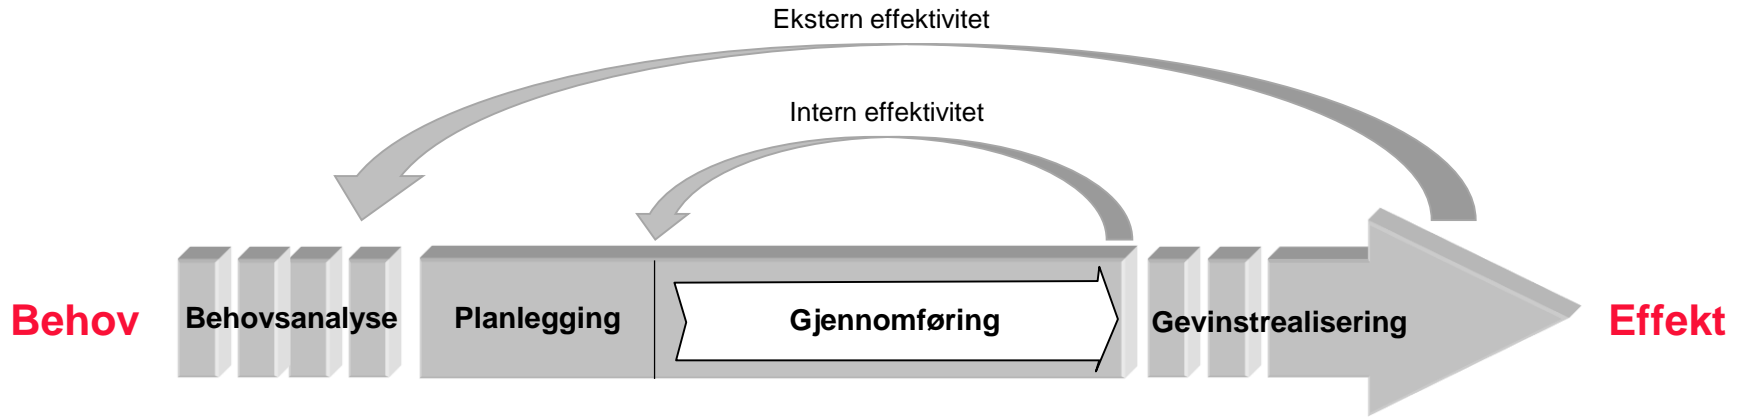 Ekstern effektivitet
Intern effektivitet
Behov
Behovsanalyse
Planlegging
Gjennomføring
Gevinstrealisering
Effekt